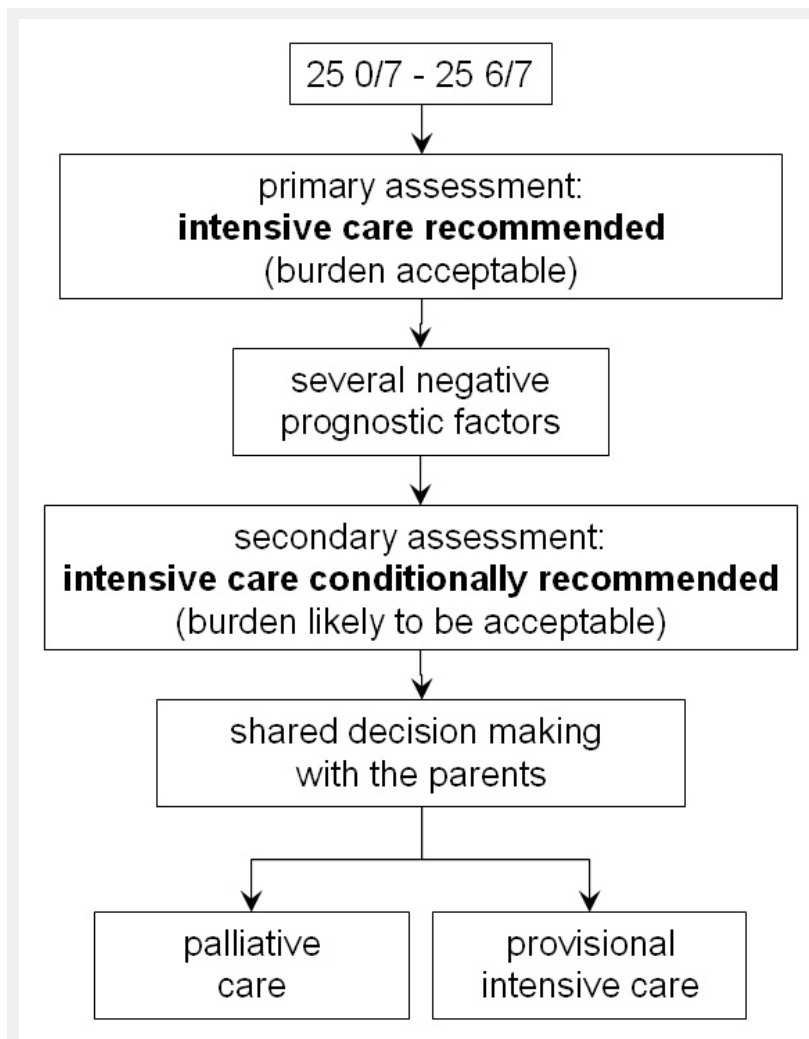 25 0/7 - 25 6/7
primary assessment:
intensive care recommended
(burden acceptable)
several negative
prognostic factors
secondary assessment:
intensive care conditionally recommended
(burden likely to be acceptable)
shared decision making
with the parents
palliative
care
provisional
intensive care